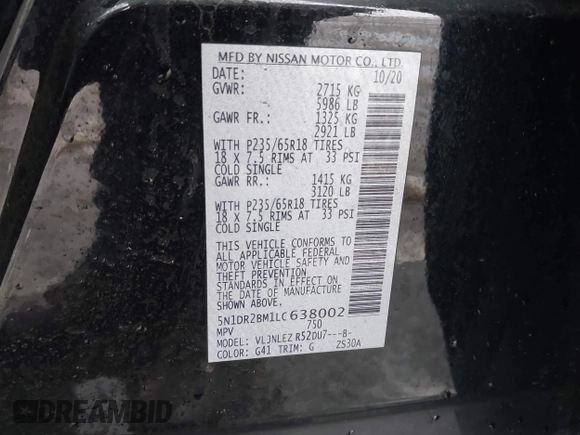 MFD BY NISSAN MOTOR CO., LTD.
DATE: 10/20
GVWR: 2715 KG
5986 LB
GAWR FR.: 1325 KG
2921 LB
WITH P235/65R18 TIRES
18 X 7.5 RIMS AT 33 PSI
COLD SINGLE
GAWR RR.: 1415 KG
3120 LB
WITH P235/65R18 TIRES
18 X 7.5 RIMS AT 33 PSI
COLD SINGLE
THIS VEHICLE CONFORMS TO
ALL APPLICABLE FEDERAL
MOTOR VEHICLE SAFETY AND
THEFT PREVENTION
STANDARDS IN EFFECT ON
THE DATE OF MANUFACTURE
SHOWN ABOVE.
5N1DR2BM1LC638002
MPV 750
MODEL: VLJNLEZ R52DU7---B-
COLOR: G41 TRIM: G ZS30A
DREAMBID